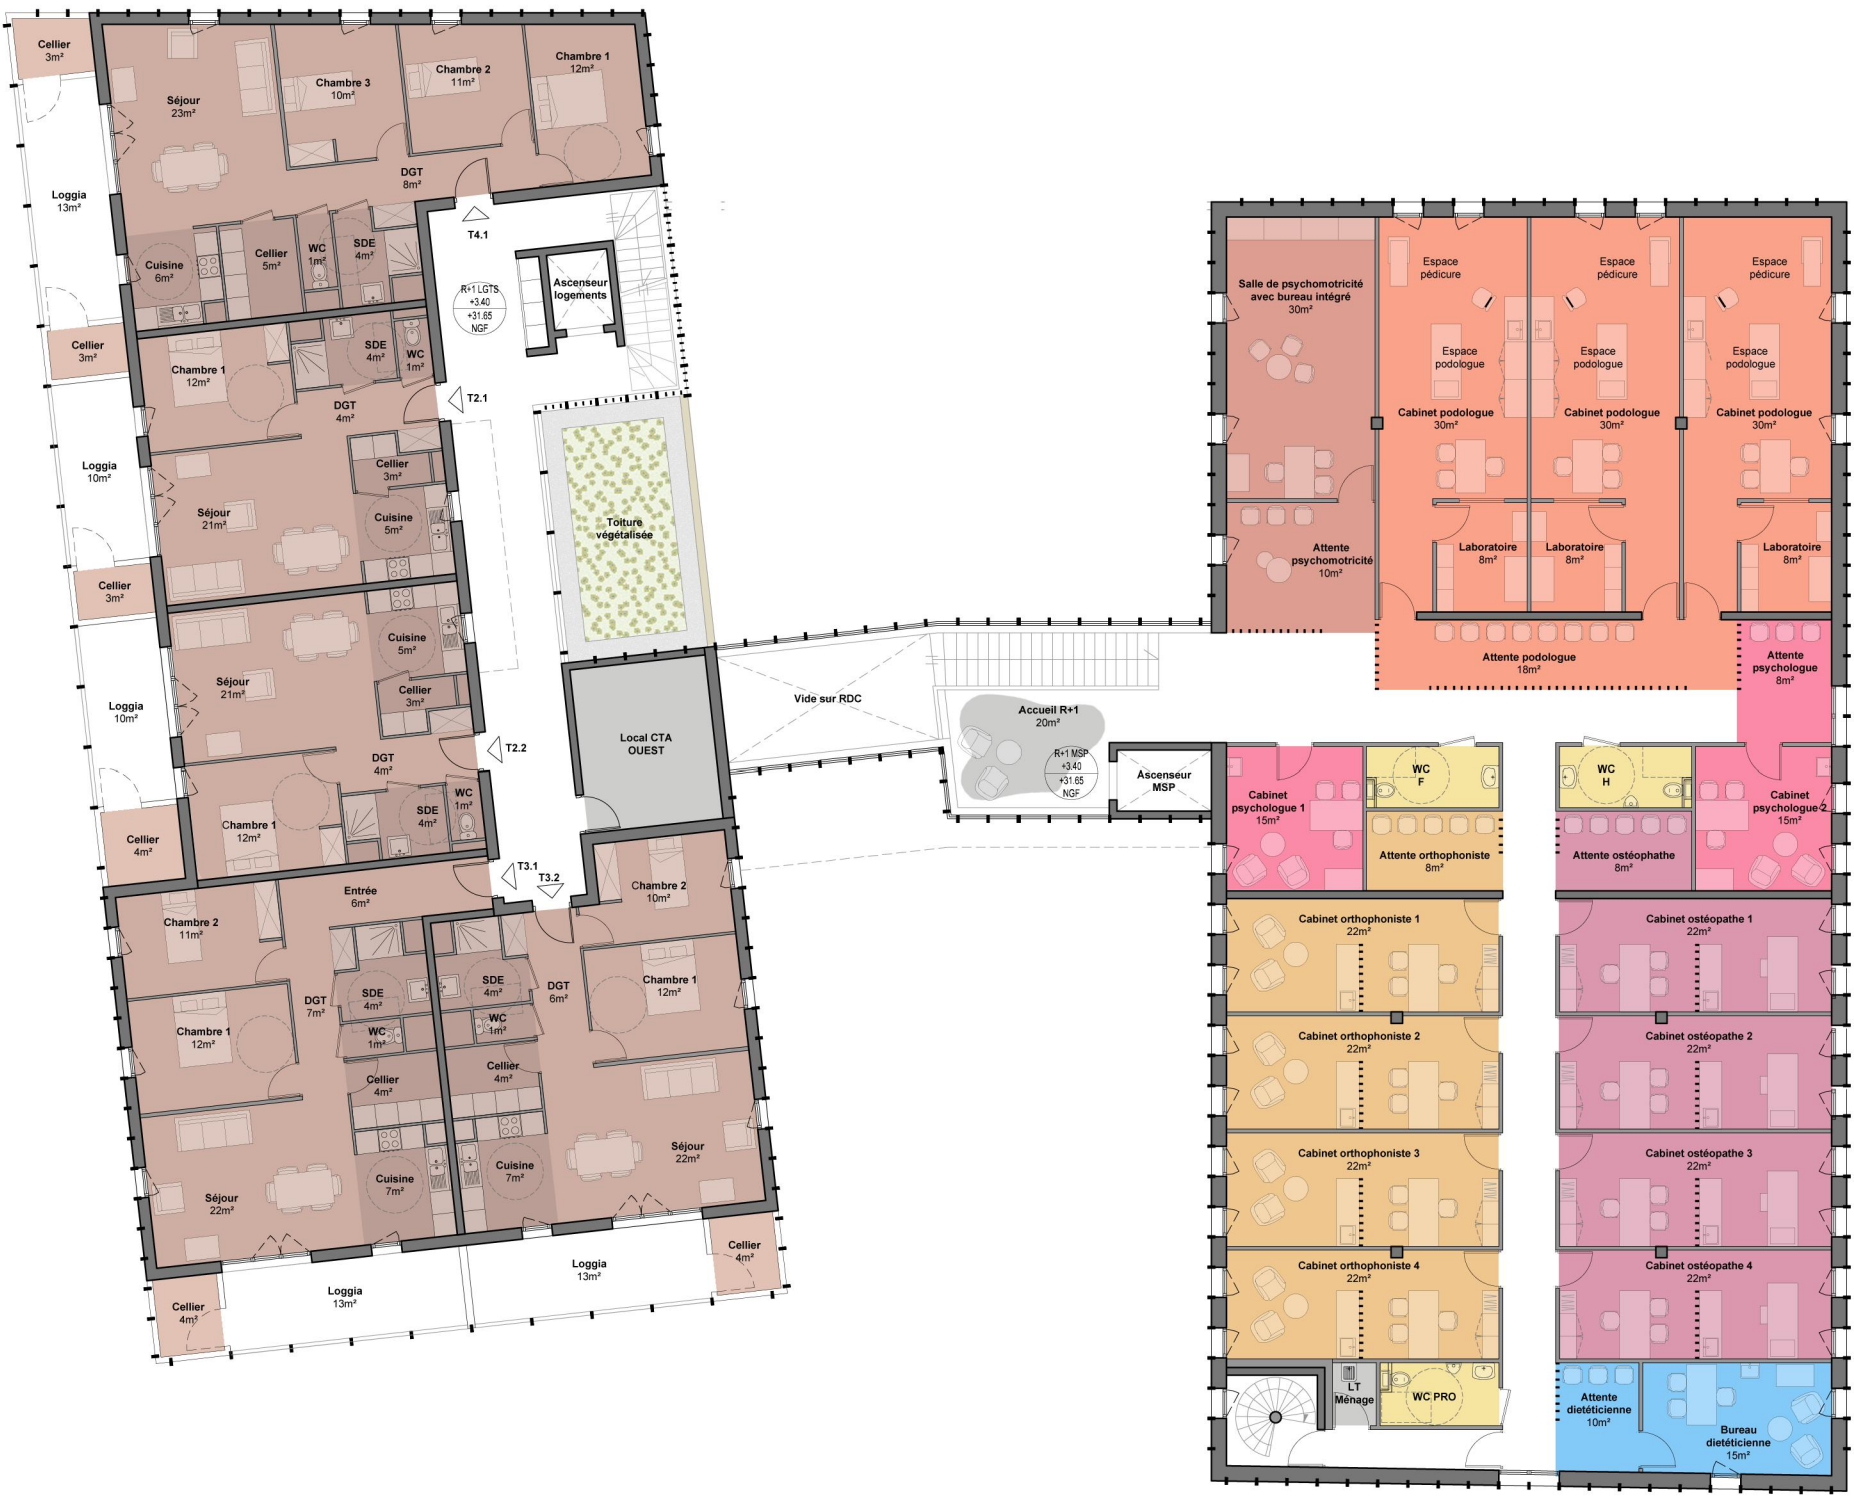 Cellier
3m²
Séjour
23m²
Chambre 3
10m²
Chambre 2
11m²
Chambre 1
12m²
DGT
8m²
Loggia
13m²
Cuisine
6m²
Cellier
5m²
WC
1m²
SDE
4m²
T4.1
R+1 LGTS
+3.40
+31.65
NGF
Ascenseur
logements
Cellier
3m²
Chambre 1
12m²
SDE
4m²
WC
1m²
DGT
4m²
T2.1
Loggia
10m²
Séjour
21m²
Cellier
3m²
Cuisine
5m²
Toiture
végétalisée
Cellier
3m²
Cuisine
5m²
Séjour
21m²
Cellier
3m²
Loggia
10m²
DGT
4m²
T2.2
Chambre 1
12m²
SDE
4m²
WC
1m²
Cellier
4m²
Local CTA
OUEST
Vide sur RDC
Accueil R+1
20m²
R+1 MSP
+3.40
+31.65
NGF
Ascenseur
MSP
T3.1
T3.2
Entrée
6m²
Chambre 2
11m²
Chambre 2
10m²
Chambre 1
12m²
DGT
7m²
SDE
4m²
WC
1m²
SDE
4m²
WC
1m²
DGT
6m²
Chambre 1
12m²
Cellier
4m²
Cellier
4m²
Séjour
22m²
Cuisine
7m²
Cuisine
7m²
Séjour
22m²
Cellier
4m²
Loggia
13m²
Loggia
13m²
Cellier
4m²
Salle de psychomotricité
avec bureau intégré
30m²
Espace
pédicure
Espace
pédicure
Espace
pédicure
Espace
podologue
Espace
podologue
Espace
podologue
Cabinet podologue
30m²
Cabinet podologue
30m²
Cabinet podologue
30m²
Attente
psychomotricité
10m²
Laboratoire
8m²
Laboratoire
8m²
Laboratoire
8m²
Attente podologue
18m²
Attente
psychologue
8m²
Cabinet
psychologue 1
15m²
WC
F
WC
H
Cabinet
psychologue 2
15m²
Attente orthophoniste
8m²
Attente ostéophathe
8m²
Cabinet orthophoniste 1
22m²
Cabinet ostéopathe 1
22m²
Cabinet orthophoniste 2
22m²
Cabinet ostéopathe 2
22m²
Cabinet orthophoniste 3
22m²
Cabinet ostéopathe 3
22m²
Cabinet orthophoniste 4
22m²
Cabinet ostéopathe 4
22m²
LT
Ménage
WC PRO
Attente
dietéticienne
10m²
Bureau
dietéticienne
15m²